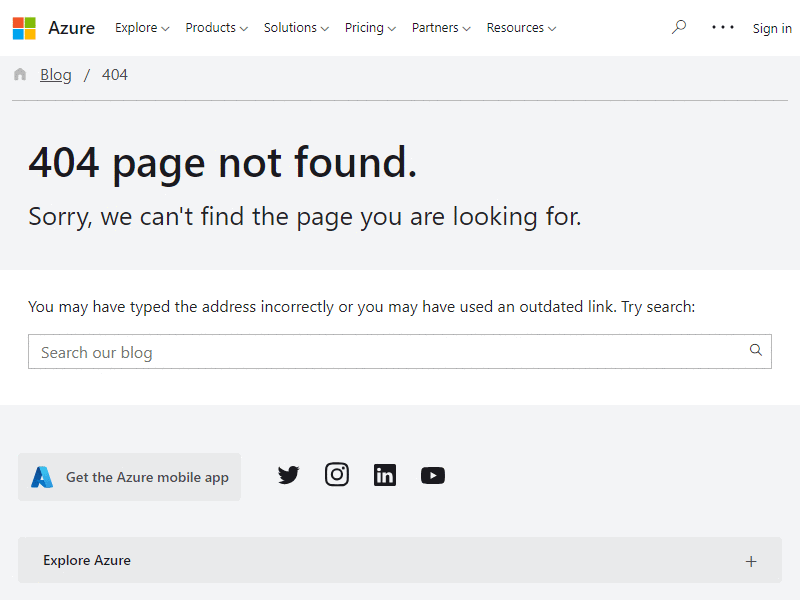 Azure Explore Products Solutions Pricing Partners Resources Sign in
Blog / 404
404 page not found.
Sorry, we can't find the page you are looking for.
You may have typed the address incorrectly or you may have used an outdated link. Try search:
Search our blog
Get the Azure mobile app
Explore Azure